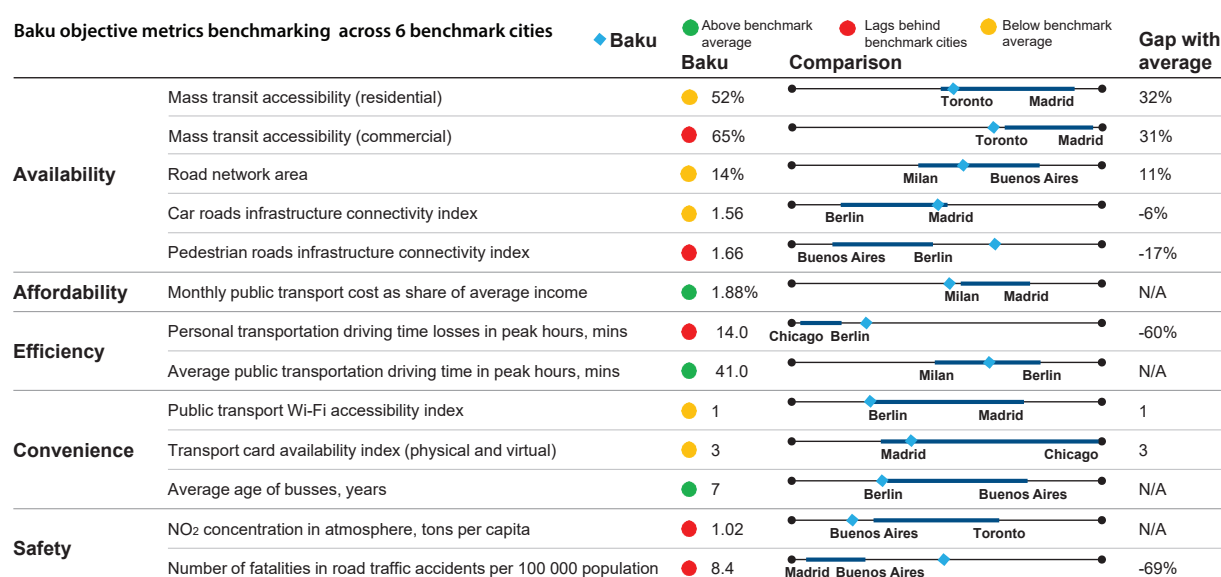 Baku objective metrics benchmarking across 6 benchmark cities
Baku
Above benchmark average
Lags behind benchmark cities
Below benchmark average
Baku Comparison Gap with average
Availability
Mass transit accessibility (residential) 52% Toronto Madrid 32%
Mass transit accessibility (commercial) 65% Toronto Madrid 31%
Road network area 14% Milan Buenos Aires 11%
Car roads infrastructure connectivity index 1.56 Berlin Madrid -6%
Pedestrian roads infrastructure connectivity index 1.66 Buenos Aires Berlin -17%
Affordability
Monthly public transport cost as share of average income 1.88% Milan Madrid N/A
Efficiency
Personal transportation driving time losses in peak hours, mins 14.0 Chicago Berlin -60%
Average public transportation driving time in peak hours, mins 41.0 Milan Berlin N/A
Convenience
Public transport Wi-Fi accessibility index 1 Berlin Madrid 1
Transport card availability index (physical and virtual) 3 Madrid Chicago 3
Average age of busses, years 7 Berlin Buenos Aires N/A
Safety
NO2 concentration in atmosphere, tons per capita 1.02 Buenos Aires Toronto N/A
Number of fatalities in road traffic accidents per 100 000 population 8.4 Madrid Buenos Aires -69%